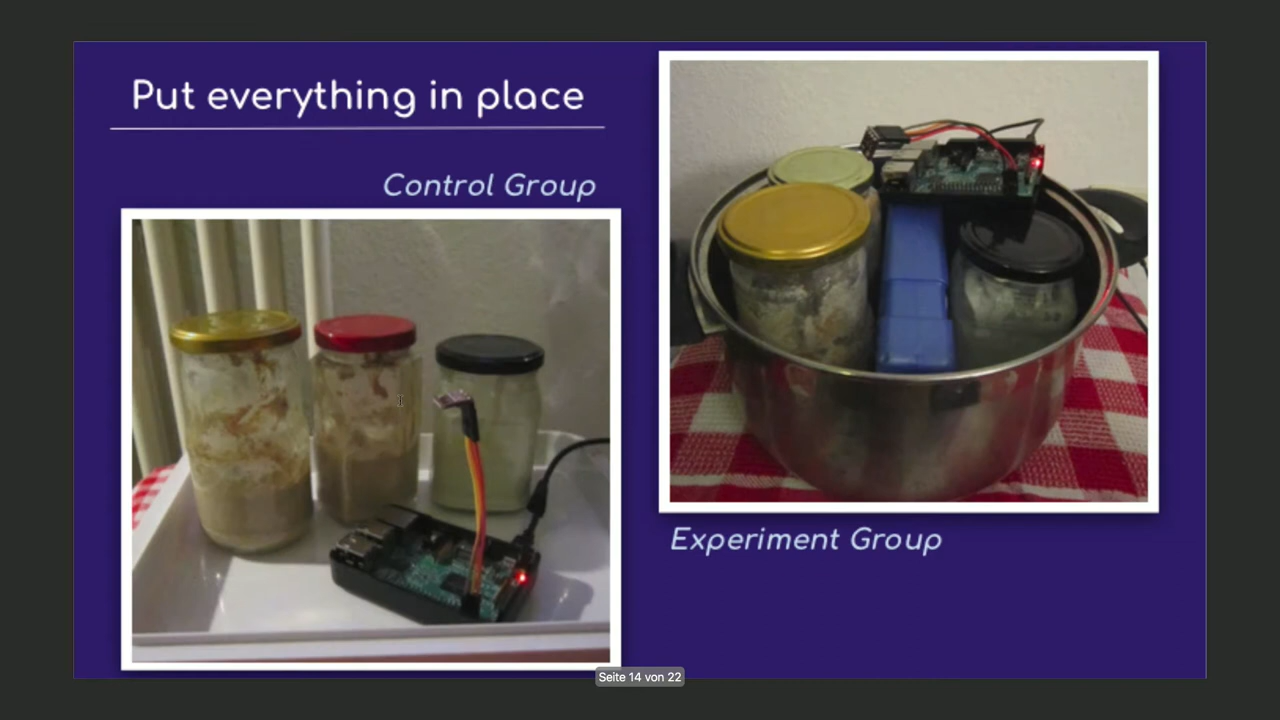 Put everything in place
Control Group
Experiment Group
Seite 14 von 22